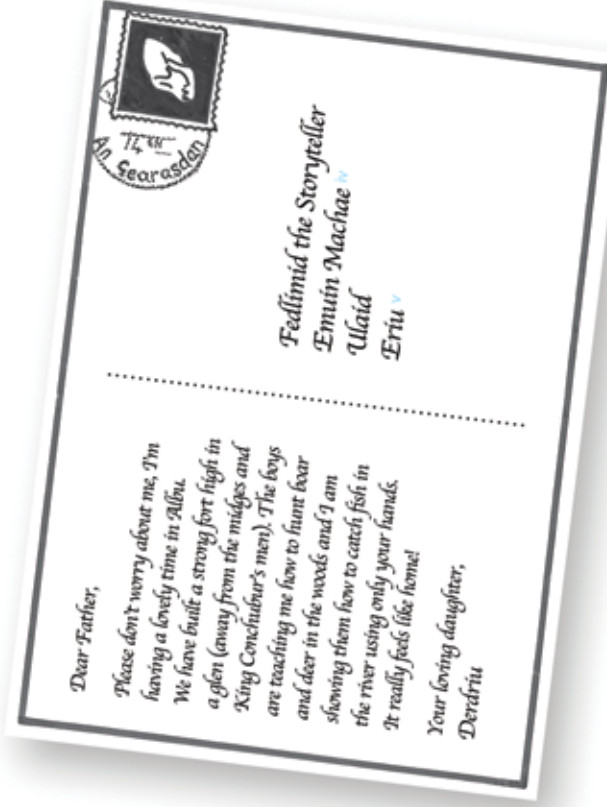 Dear Father,
Please don't worry about me, I'm
having a lovely time in Albu.
We have built a strong fort high in
a glen (away from the midges and
King Conchubur's men). The boys
are teaching me how to hunt boar
and deer in the woods and I am
showing them how to catch fish in
the river using only your hands.
It really feels like home!
Your loving daughter,
Derdriu
An Gearasdan
Fedlimid the Storyteller
Emuin Machae iv
Ulaid
Eriu v